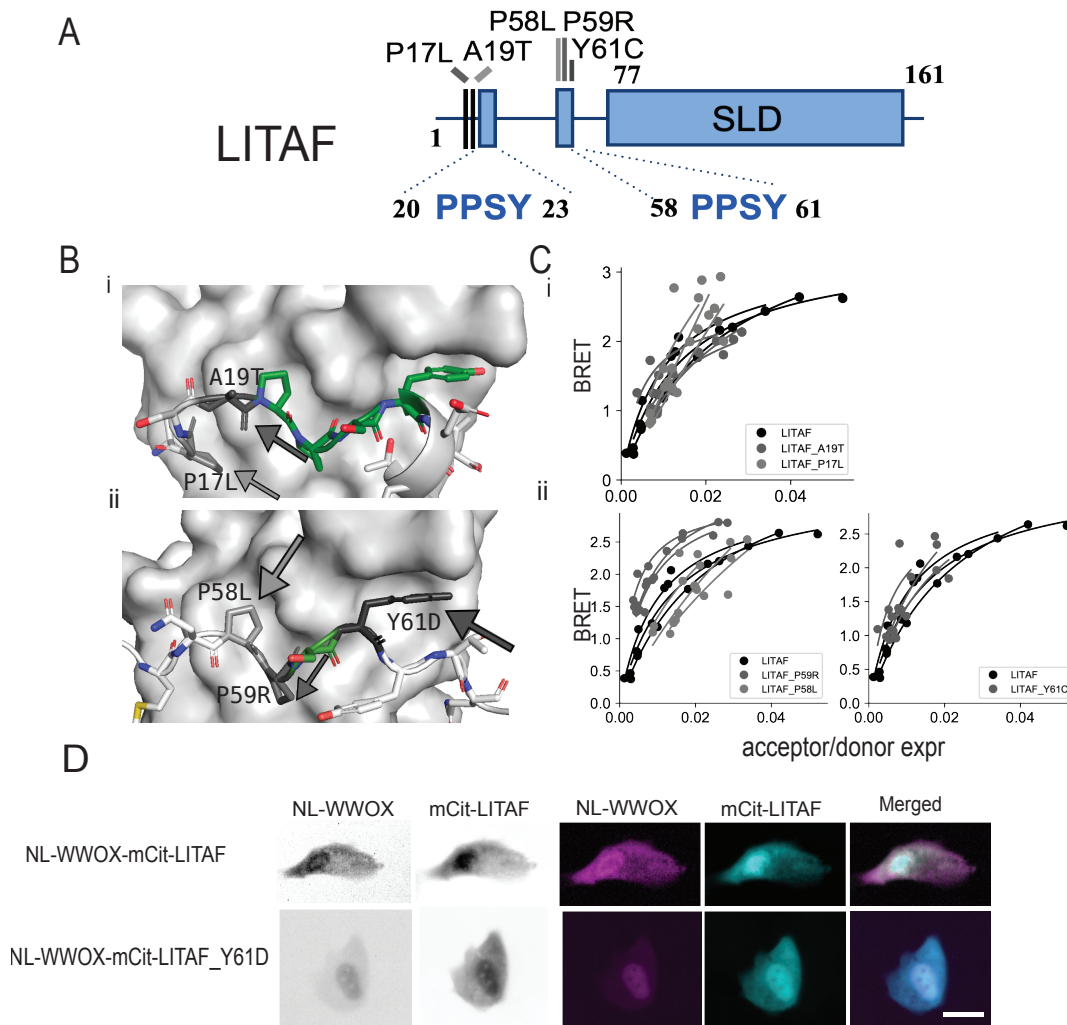 A
P58L P59R
P17L A19T Y61C
77 161
LITAF
1
SLD
20 PPSY 23 58 PPSY 61
B
i
A19T
P17L
ii
P58L
Y61D
P59R
C
i
3
2
1
0
BRET
LITAF
LITAF_A19T
LITAF_P17L
0.00 0.02 0.04
ii
2.5
2.0
1.5
1.0
0.5
0.0
BRET
LITAF
LITAF_P59R
LITAF_P58L
0.00 0.02 0.04
2.5
2.0
1.5
1.0
0.5
0.0
LITAF
LITAF_Y61C
0.00 0.02 0.04
acceptor/donor expr
D
NL-WWOX mCit-LITAF NL-WWOX mCit-LITAF Merged
NL-WWOX-mCit-LITAF
NL-WWOX-mCit-LITAF_Y61D